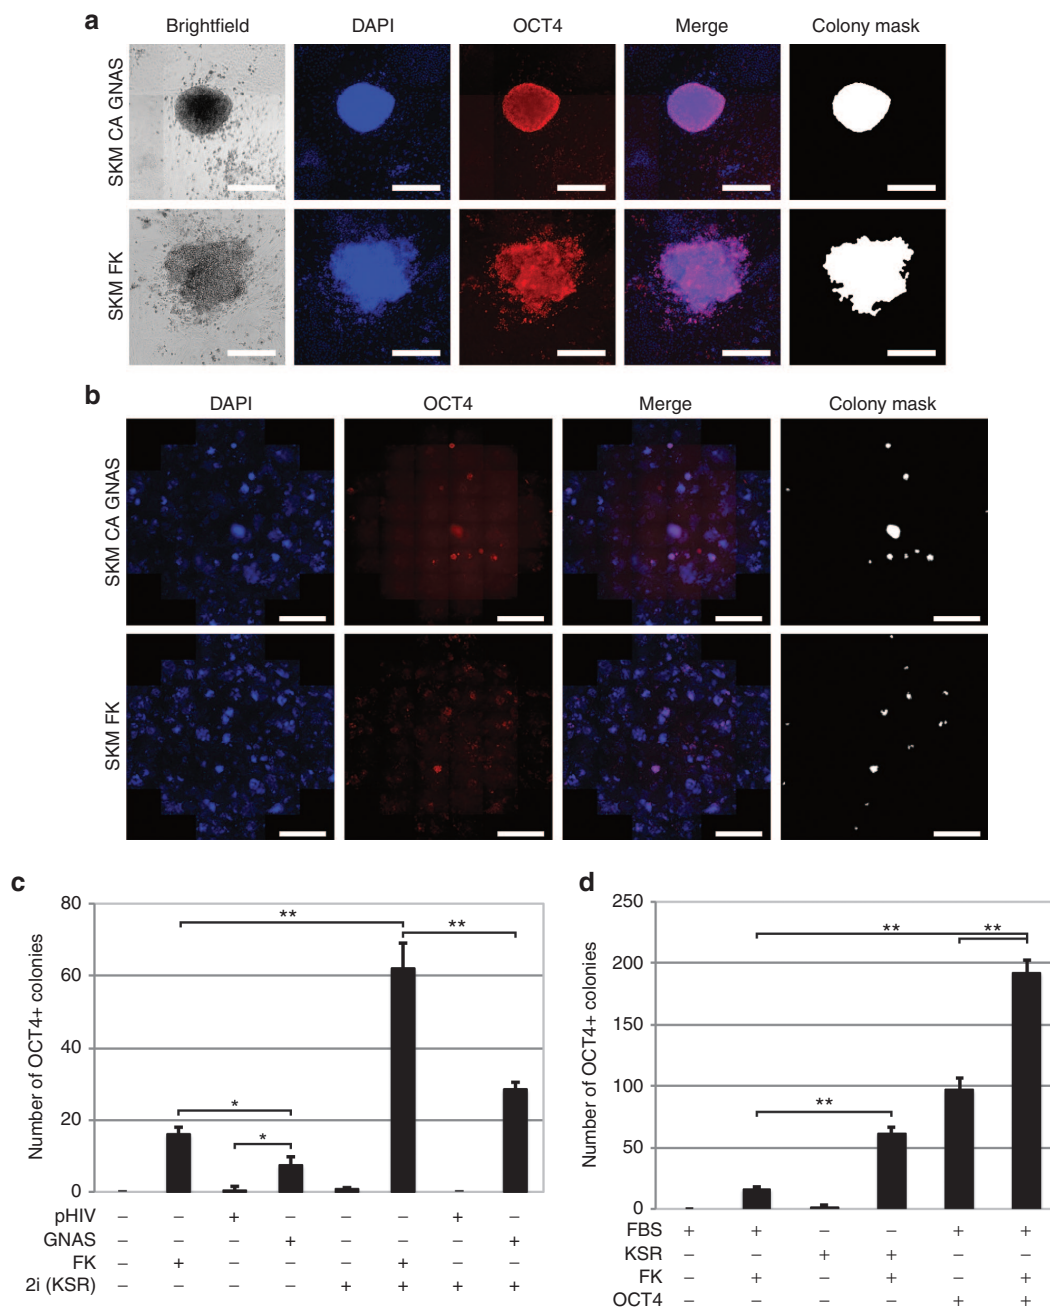 a
Brightfield DAPI OCT4 Merge Colony mask
SKM CA GNAS
SKM FK
b
DAPI OCT4 Merge Colony mask
SKM CA GNAS
SKM FK
c
Number of OCT4+ colonies
80
60
40
20
0
** **
*
*
pHIV – – + – – – + –
GNAS – – – + – – – +
FK – + – – – + – –
2i (KSR) – – – – + + + +
d
Number of OCT4+ colonies
250
200
150
100
50
0
** **
**
FBS + + – – + +
KSR – – + + – –
FK – + – + – +
OCT4 – – – – + +